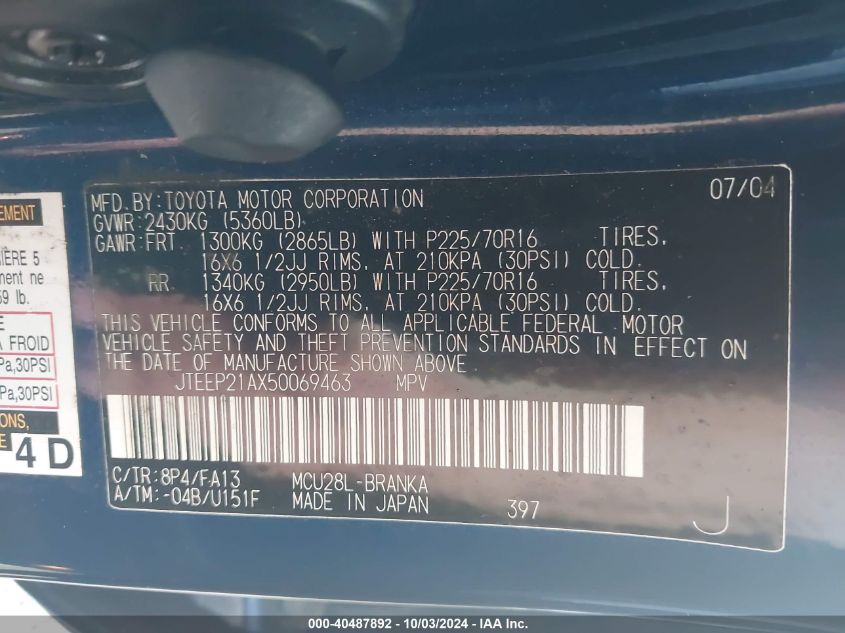 EMENT
IÈRE 5
ment ne
59 lb.
E
A FROID
Pa,30PSI
Pa,30PSI
ONS,
E 4D
07/04
MFD.BY:TOYOTA MOTOR CORPORATION
GVWR:2430KG (5360LB)
GAWR:FRT. 1300KG (2865LB) WITH P225/70R16 TIRES,
16X6 1/2JJ RIMS, AT 210KPA (30PSI) COLD.
RR. 1340KG (2950LB) WITH P225/70R16 TIRES,
16X6 1/2JJ RIMS, AT 210KPA (30PSI) COLD.
THIS VEHICLE CONFORMS TO ALL APPLICABLE FEDERAL MOTOR
VEHICLE SAFETY AND THEFT PREVENTION STANDARDS IN EFFECT ON
THE DATE OF MANUFACTURE SHOWN ABOVE.
JTEEP21AX50069463 MPV
C/TR:8P4/FA13 MCU28L-BRANKA
A/TM:-04B/U151F MADE IN JAPAN 397 J
000-40487892 - 10/03/2024 - IAA Inc.